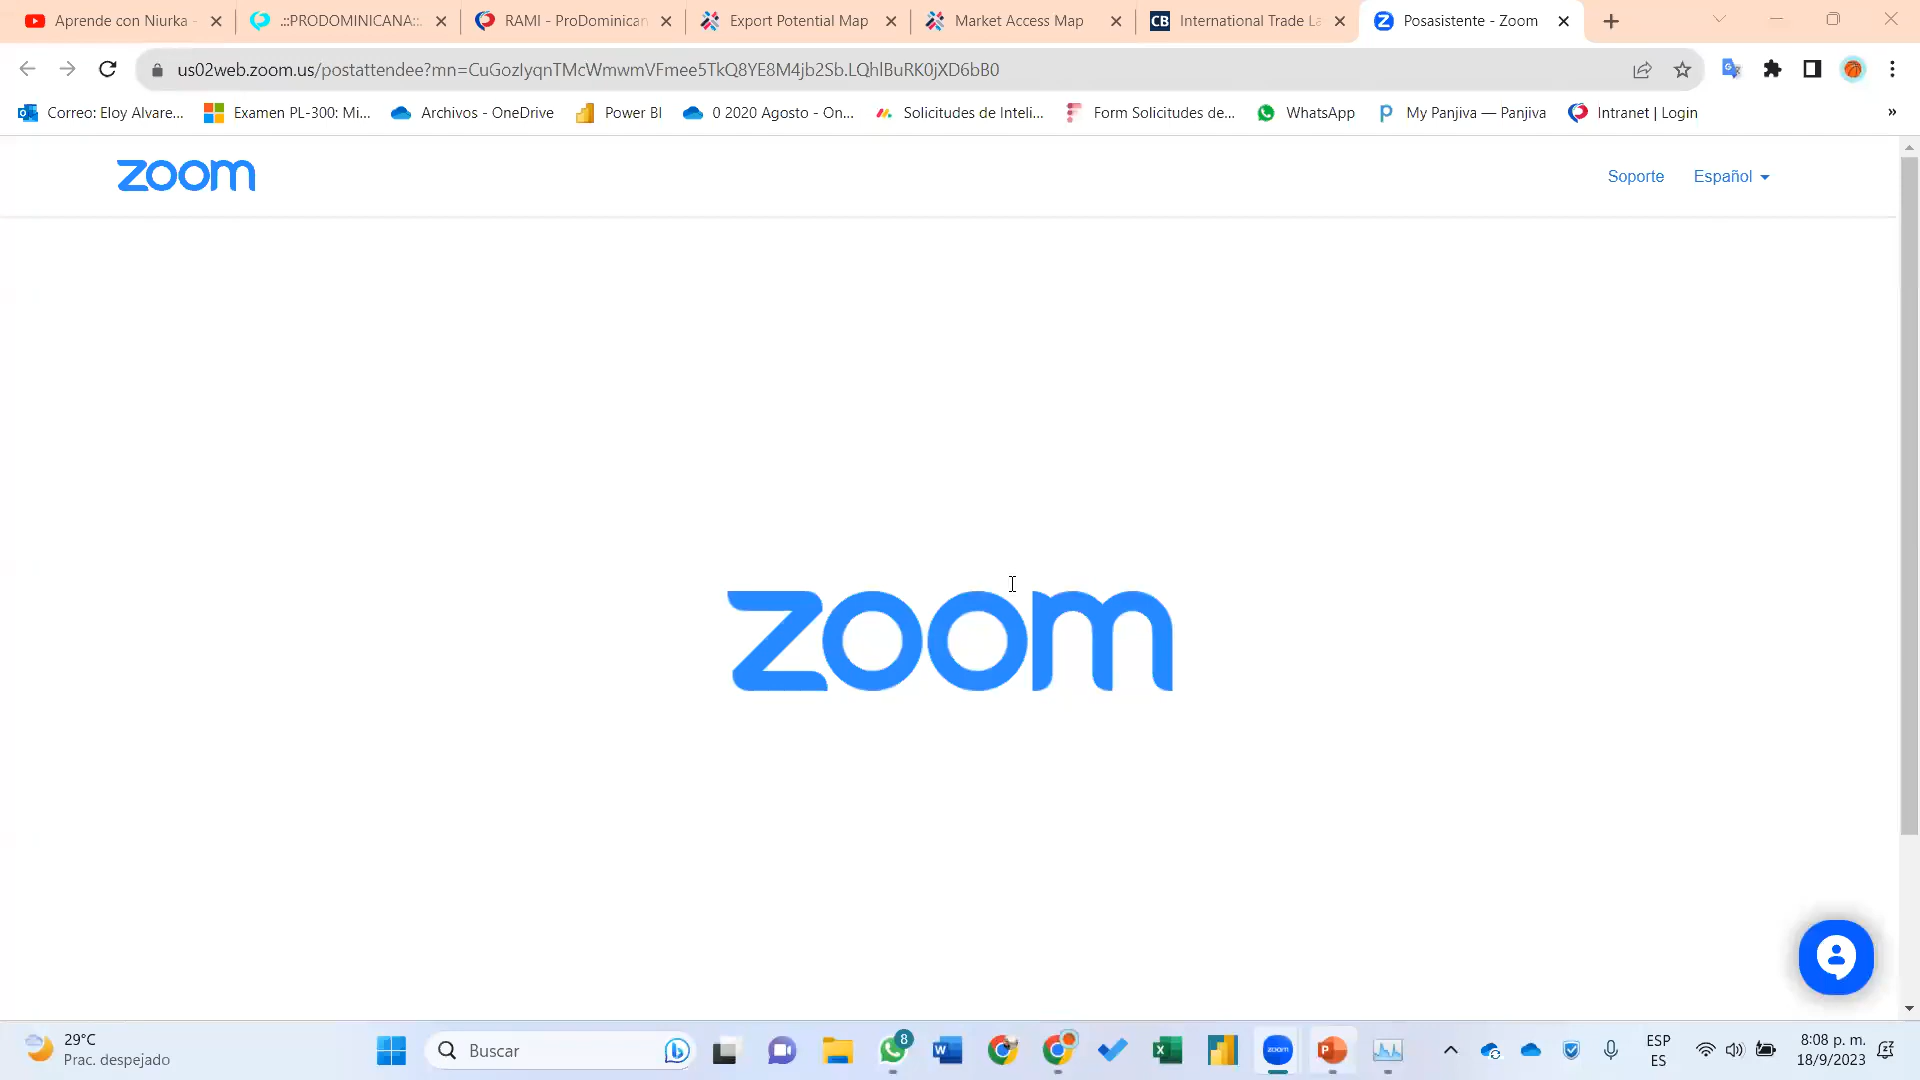 Aprende con Niurka -
.::PRODOMINICANA::.
RAMI - ProDominican
Export Potential Map
Market Access Map
CB International Trade La
Posasistente - Zoom
us02web.zoom.us/postattendee?mn=CuGozIyqnTMcWmwmVFmee5TkQ8YE8M4jb2Sb.LQhlBuRK0jXD6bB0
Correo: Eloy Alvare...
Examen PL-300: Mi...
Archivos - OneDrive
Power BI
0 2020 Agosto - On...
Solicitudes de Inteli...
Form Solicitudes de...
WhatsApp
My Panjiva — Panjiva
Intranet | Login
»
zoom
Soporte
Español
zoom
29°C
Prac. despejado
Buscar
8
zoom
ESP
ES
8:08 p. m.
18/9/2023